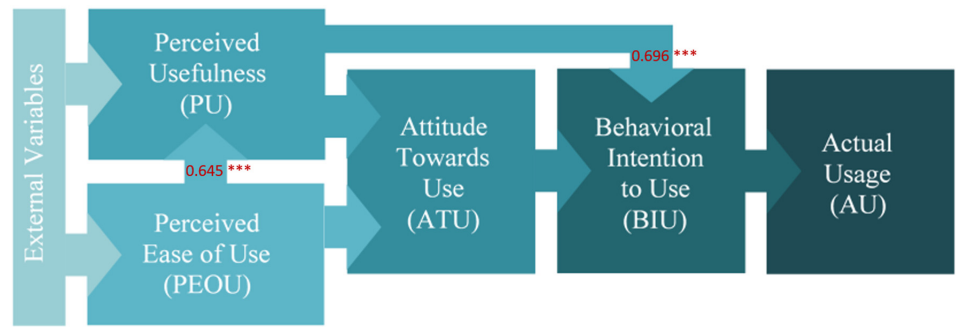 External Variables
Perceived
Usefulness
(PU)
0.696 ***
0.645 ***
Perceived
Ease of Use
(PEOU)
Attitude
Towards
Use
(ATU)
Behavioral
Intention
to Use
(BIU)
Actual
Usage
(AU)